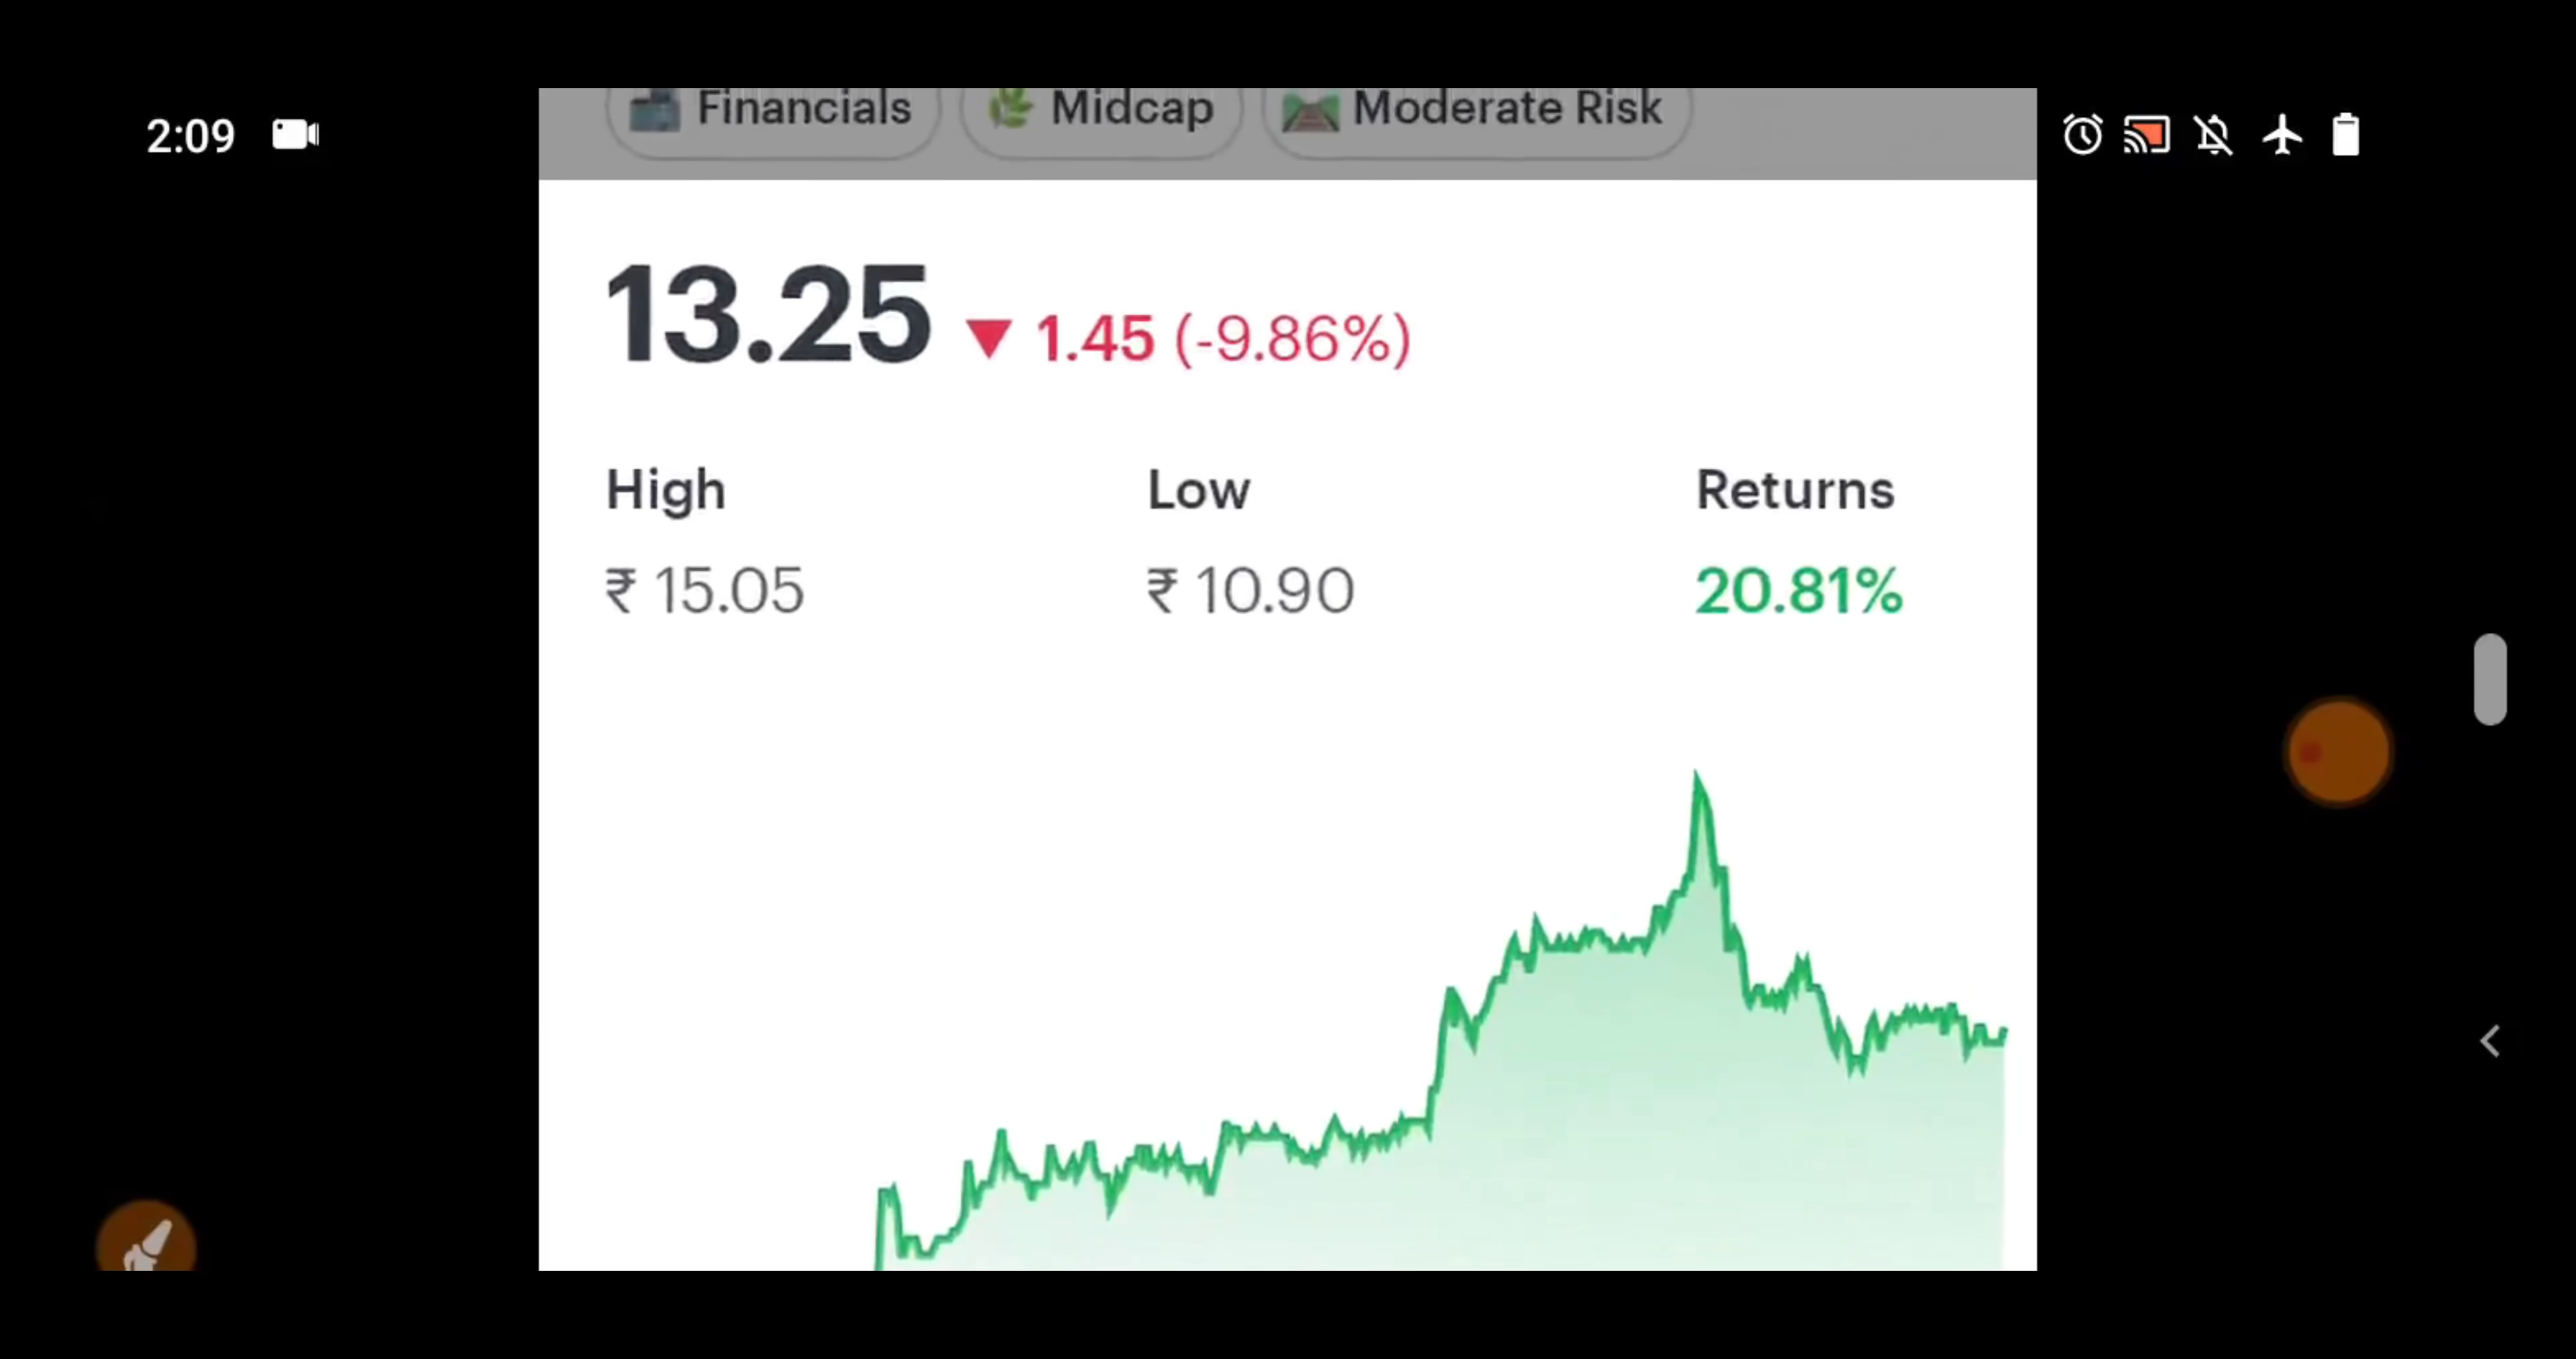 2:09
Financials Midcap Moderate Risk
13.25 ▼ 1.45 (-9.86%)
High Low Returns
₹ 15.05 ₹ 10.90 20.81%